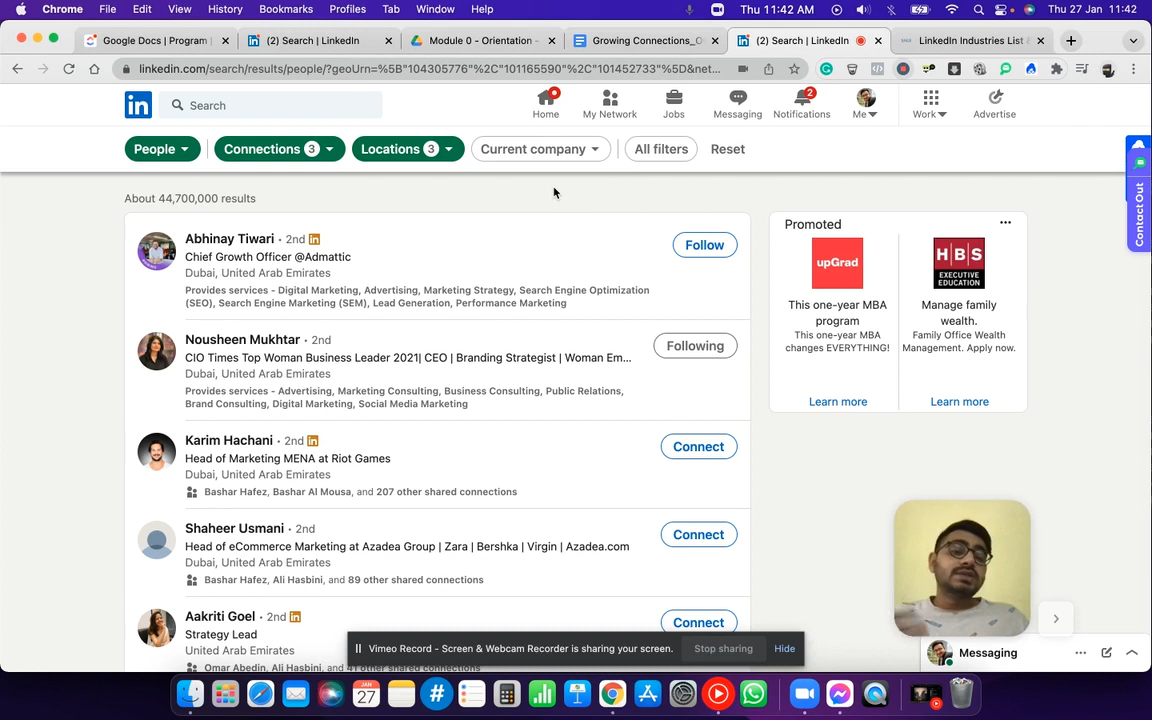 Chrome File Edit View History Bookmarks Profiles Tab Window Help Thu 11:42 AM Thu 27 Jan 11:42
Google Docs | Program | (2) Search | LinkedIn Module 0 - Orientation - Growing Connections_O (2) Search | LinkedIn LinkedIn Industries List &
linkedin.com/search/results/people/?geoUrn=%5B"104305776"%2C"101165590"%2C"101452733"%5D&net...
in Search Home My Network Jobs Messaging 2 Notifications Me Work Advertise
People Connections 3 Locations 3 Current company All filters Reset
About 44,700,000 results
Abhinay Tiwari • 2nd in
Follow
Chief Growth Officer @Admattic
Dubai, United Arab Emirates
Provides services - Digital Marketing, Advertising, Marketing Strategy, Search Engine Optimization
(SEO), Search Engine Marketing (SEM), Lead Generation, Performance Marketing
Nousheen Mukhtar • 2nd
Following
CIO Times Top Woman Business Leader 2021| CEO | Branding Strategist | Woman Em...
Dubai, United Arab Emirates
Provides services - Advertising, Marketing Consulting, Business Consulting, Public Relations,
Brand Consulting, Digital Marketing, Social Media Marketing
Karim Hachani • 2nd in
Connect
Head of Marketing MENA at Riot Games
Dubai, United Arab Emirates
Bashar Hafez, Bashar Al Mousa, and 207 other shared connections
Shaheer Usmani • 2nd
Connect
Head of eCommerce Marketing at Azadea Group | Zara | Bershka | Virgin | Azadea.com
Dubai, United Arab Emirates
Bashar Hafez, Ali Hasbini, and 89 other shared connections
Aakriti Goel • 2nd in
Connect
Strategy Lead
United Arab Emirates
Omar Abedin, Ali Hasbini, and 41 other shared connections
Promoted
upGrad
This one-year MBA
program
This one-year MBA
changes EVERYTHING!
Learn more
HBS
EXECUTIVE
EDUCATION
Manage family
wealth.
Family Office Wealth
Management. Apply now.
Learn more
Contact Out
Vimeo Record - Screen & Webcam Recorder is sharing your screen. Stop sharing Hide
Messaging
JAN
27